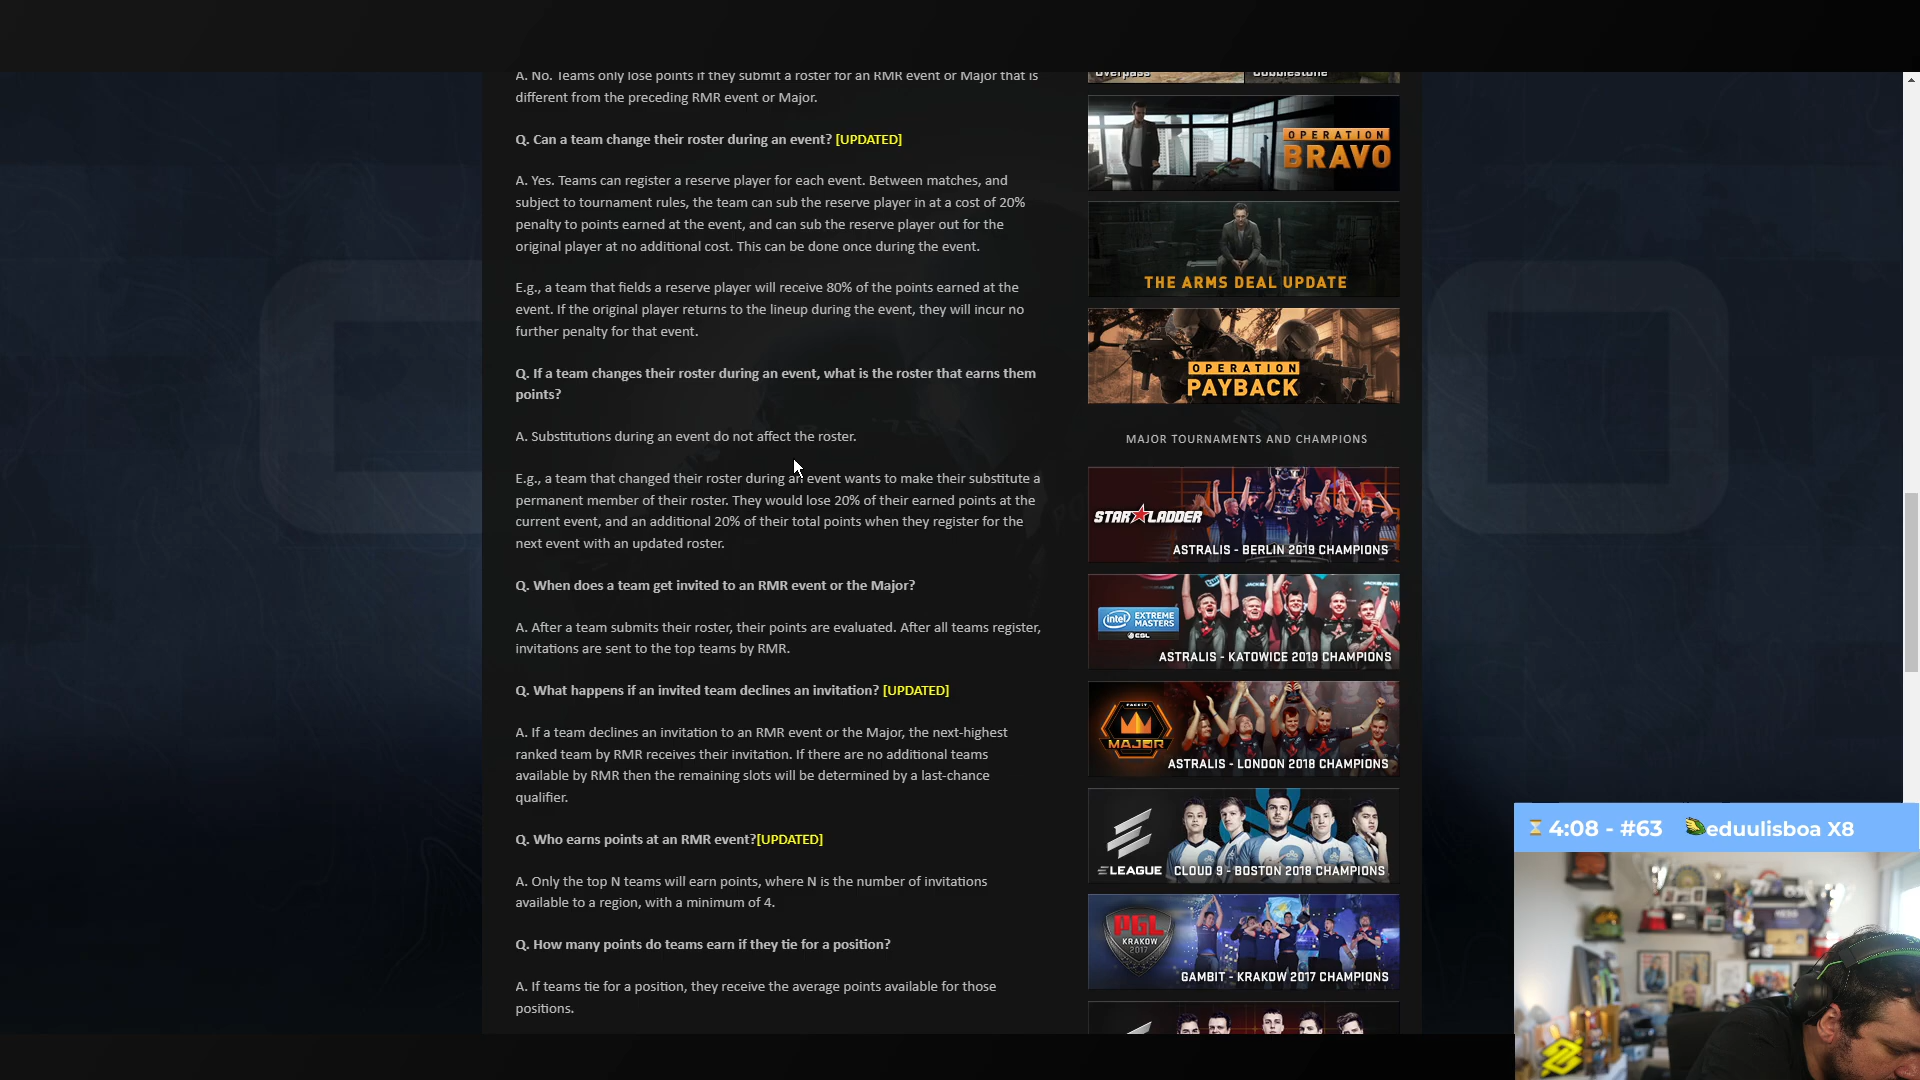 A. No. Teams only lose points if they submit a roster for an RMR event or Major that is
different from the preceding RMR event or Major.
Q. Can a team change their roster during an event? [UPDATED]
A. Yes. Teams can register a reserve player for each event. Between matches, and
subject to tournament rules, the team can sub the reserve player in at a cost of 20%
penalty to points earned at the event, and can sub the reserve player out for the
original player at no additional cost. This can be done once during the event.
E.g., a team that fields a reserve player will receive 80% of the points earned at the
event. If the original player returns to the lineup during the event, they will incur no
further penalty for that event.
Q. If a team changes their roster during an event, what is the roster that earns them
points?
A. Substitutions during an event do not affect the roster.
E.g., a team that changed their roster during an event wants to make their substitute a
permanent member of their roster. They would lose 20% of their earned points at the
current event, and an additional 20% of their total points when they register for the
next event with an updated roster.
Q. When does a team get invited to an RMR event or the Major?
A. After a team submits their roster, their points are evaluated. After all teams register,
invitations are sent to the top teams by RMR.
Q. What happens if an invited team declines an invitation? [UPDATED]
A. If a team declines an invitation to an RMR event or the Major, the next-highest
ranked team by RMR receives their invitation. If there are no additional teams
available by RMR then the remaining slots will be determined by a last-chance
qualifier.
Q. Who earns points at an RMR event?[UPDATED]
A. Only the top N teams will earn points, where N is the number of invitations
available to a region, with a minimum of 4.
Q. How many points do teams earn if they tie for a position?
A. If teams tie for a position, they receive the average points available for those
positions.
Overpass
Cobblestone
OPERATION
BRAVO
THE ARMS DEAL UPDATE
OPERATION
PAYBACK
MAJOR TOURNAMENTS AND CHAMPIONS
STAR LADDER
ASTRALIS - BERLIN 2019 CHAMPIONS
intel EXTREME
MASTERS
ESL
ASTRALIS - KATOWICE 2019 CHAMPIONS
FACEIT
MAJOR
ASTRALIS - LONDON 2018 CHAMPIONS
ELEAGUE
CLOUD 9 - BOSTON 2018 CHAMPIONS
PGL
KRAKOW
2017
GAMBIT - KRAKOW 2017 CHAMPIONS
4:08 - #63
eduulisboa X8